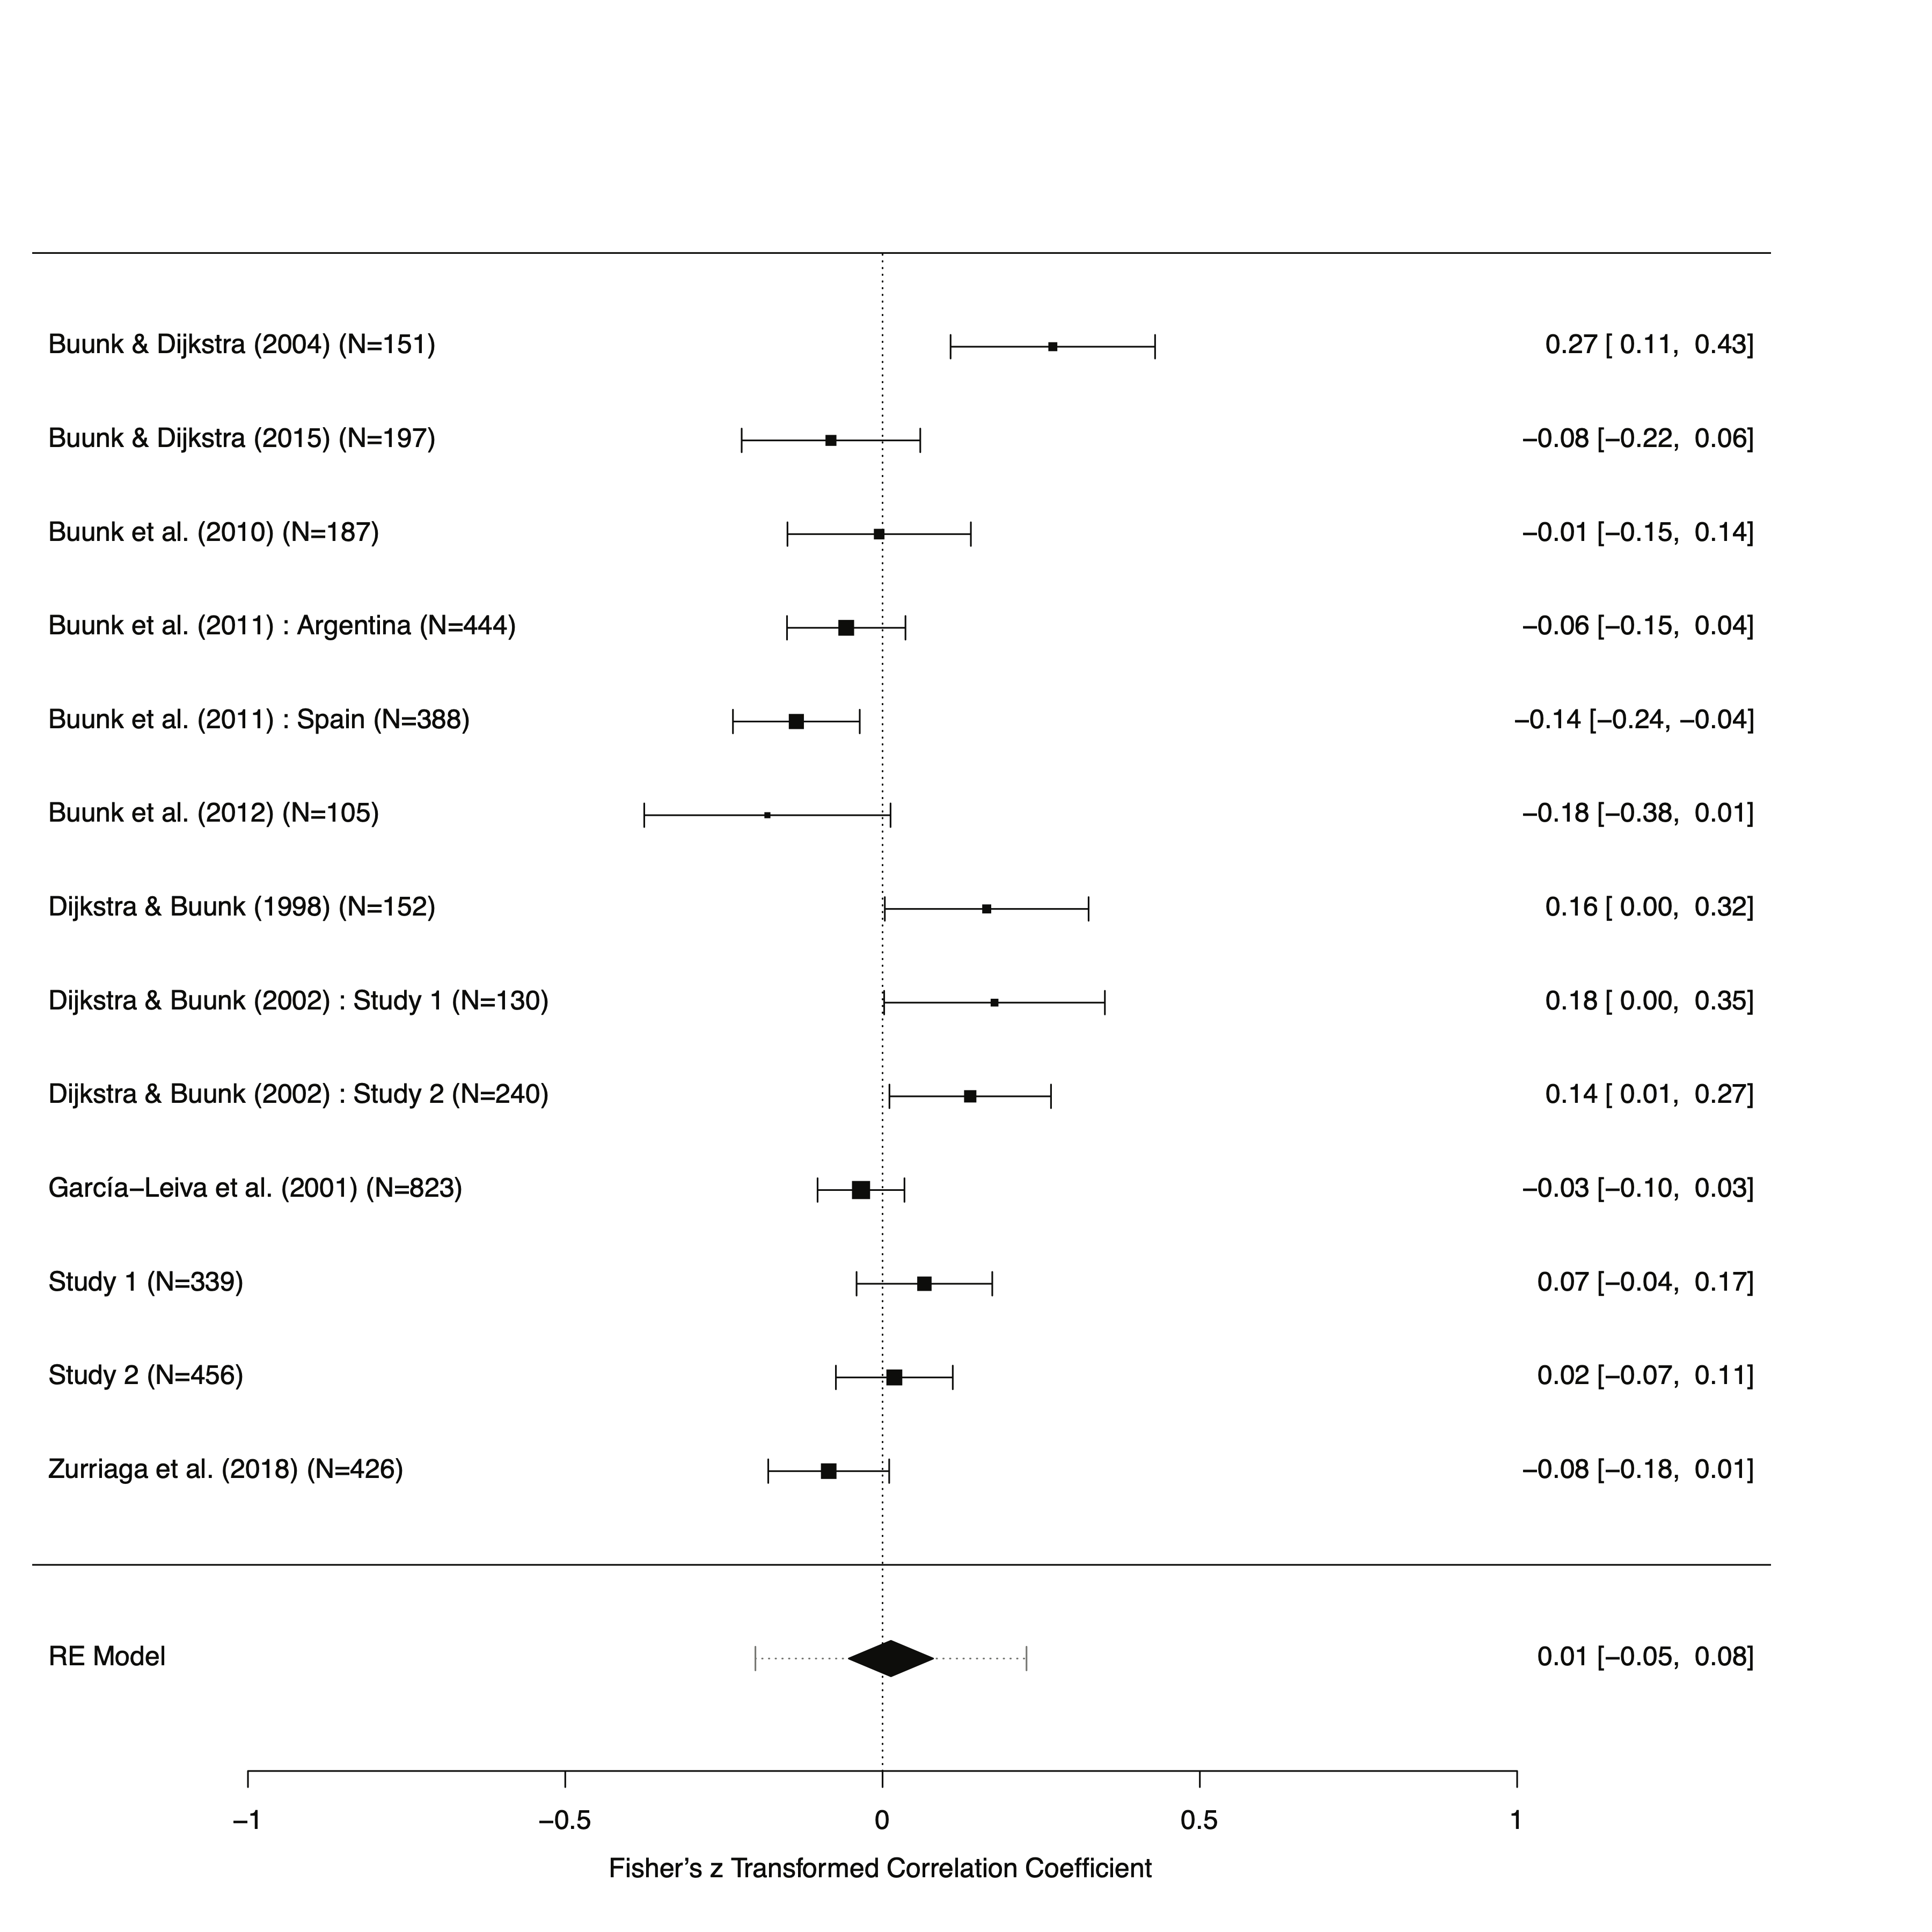 Buunk & Dijkstra (2004) (N=151) 0.27 [ 0.11, 0.43]
Buunk & Dijkstra (2015) (N=197) −0.08 [−0.22, 0.06]
Buunk et al. (2010) (N=187) −0.01 [−0.15, 0.14]
Buunk et al. (2011) : Argentina (N=444) −0.06 [−0.15, 0.04]
Buunk et al. (2011) : Spain (N=388) −0.14 [−0.24, −0.04]
Buunk et al. (2012) (N=105) −0.18 [−0.38, 0.01]
Dijkstra & Buunk (1998) (N=152) 0.16 [ 0.00, 0.32]
Dijkstra & Buunk (2002) : Study 1 (N=130) 0.18 [ 0.00, 0.35]
Dijkstra & Buunk (2002) : Study 2 (N=240) 0.14 [ 0.01, 0.27]
García−Leiva et al. (2001) (N=823) −0.03 [−0.10, 0.03]
Study 1 (N=339) 0.07 [−0.04, 0.17]
Study 2 (N=456) 0.02 [−0.07, 0.11]
Zurriaga et al. (2018) (N=426) −0.08 [−0.18, 0.01]
RE Model 0.01 [−0.05, 0.08]
−1 −0.5 0 0.5 1
Fisher’s z Transformed Correlation Coefficient